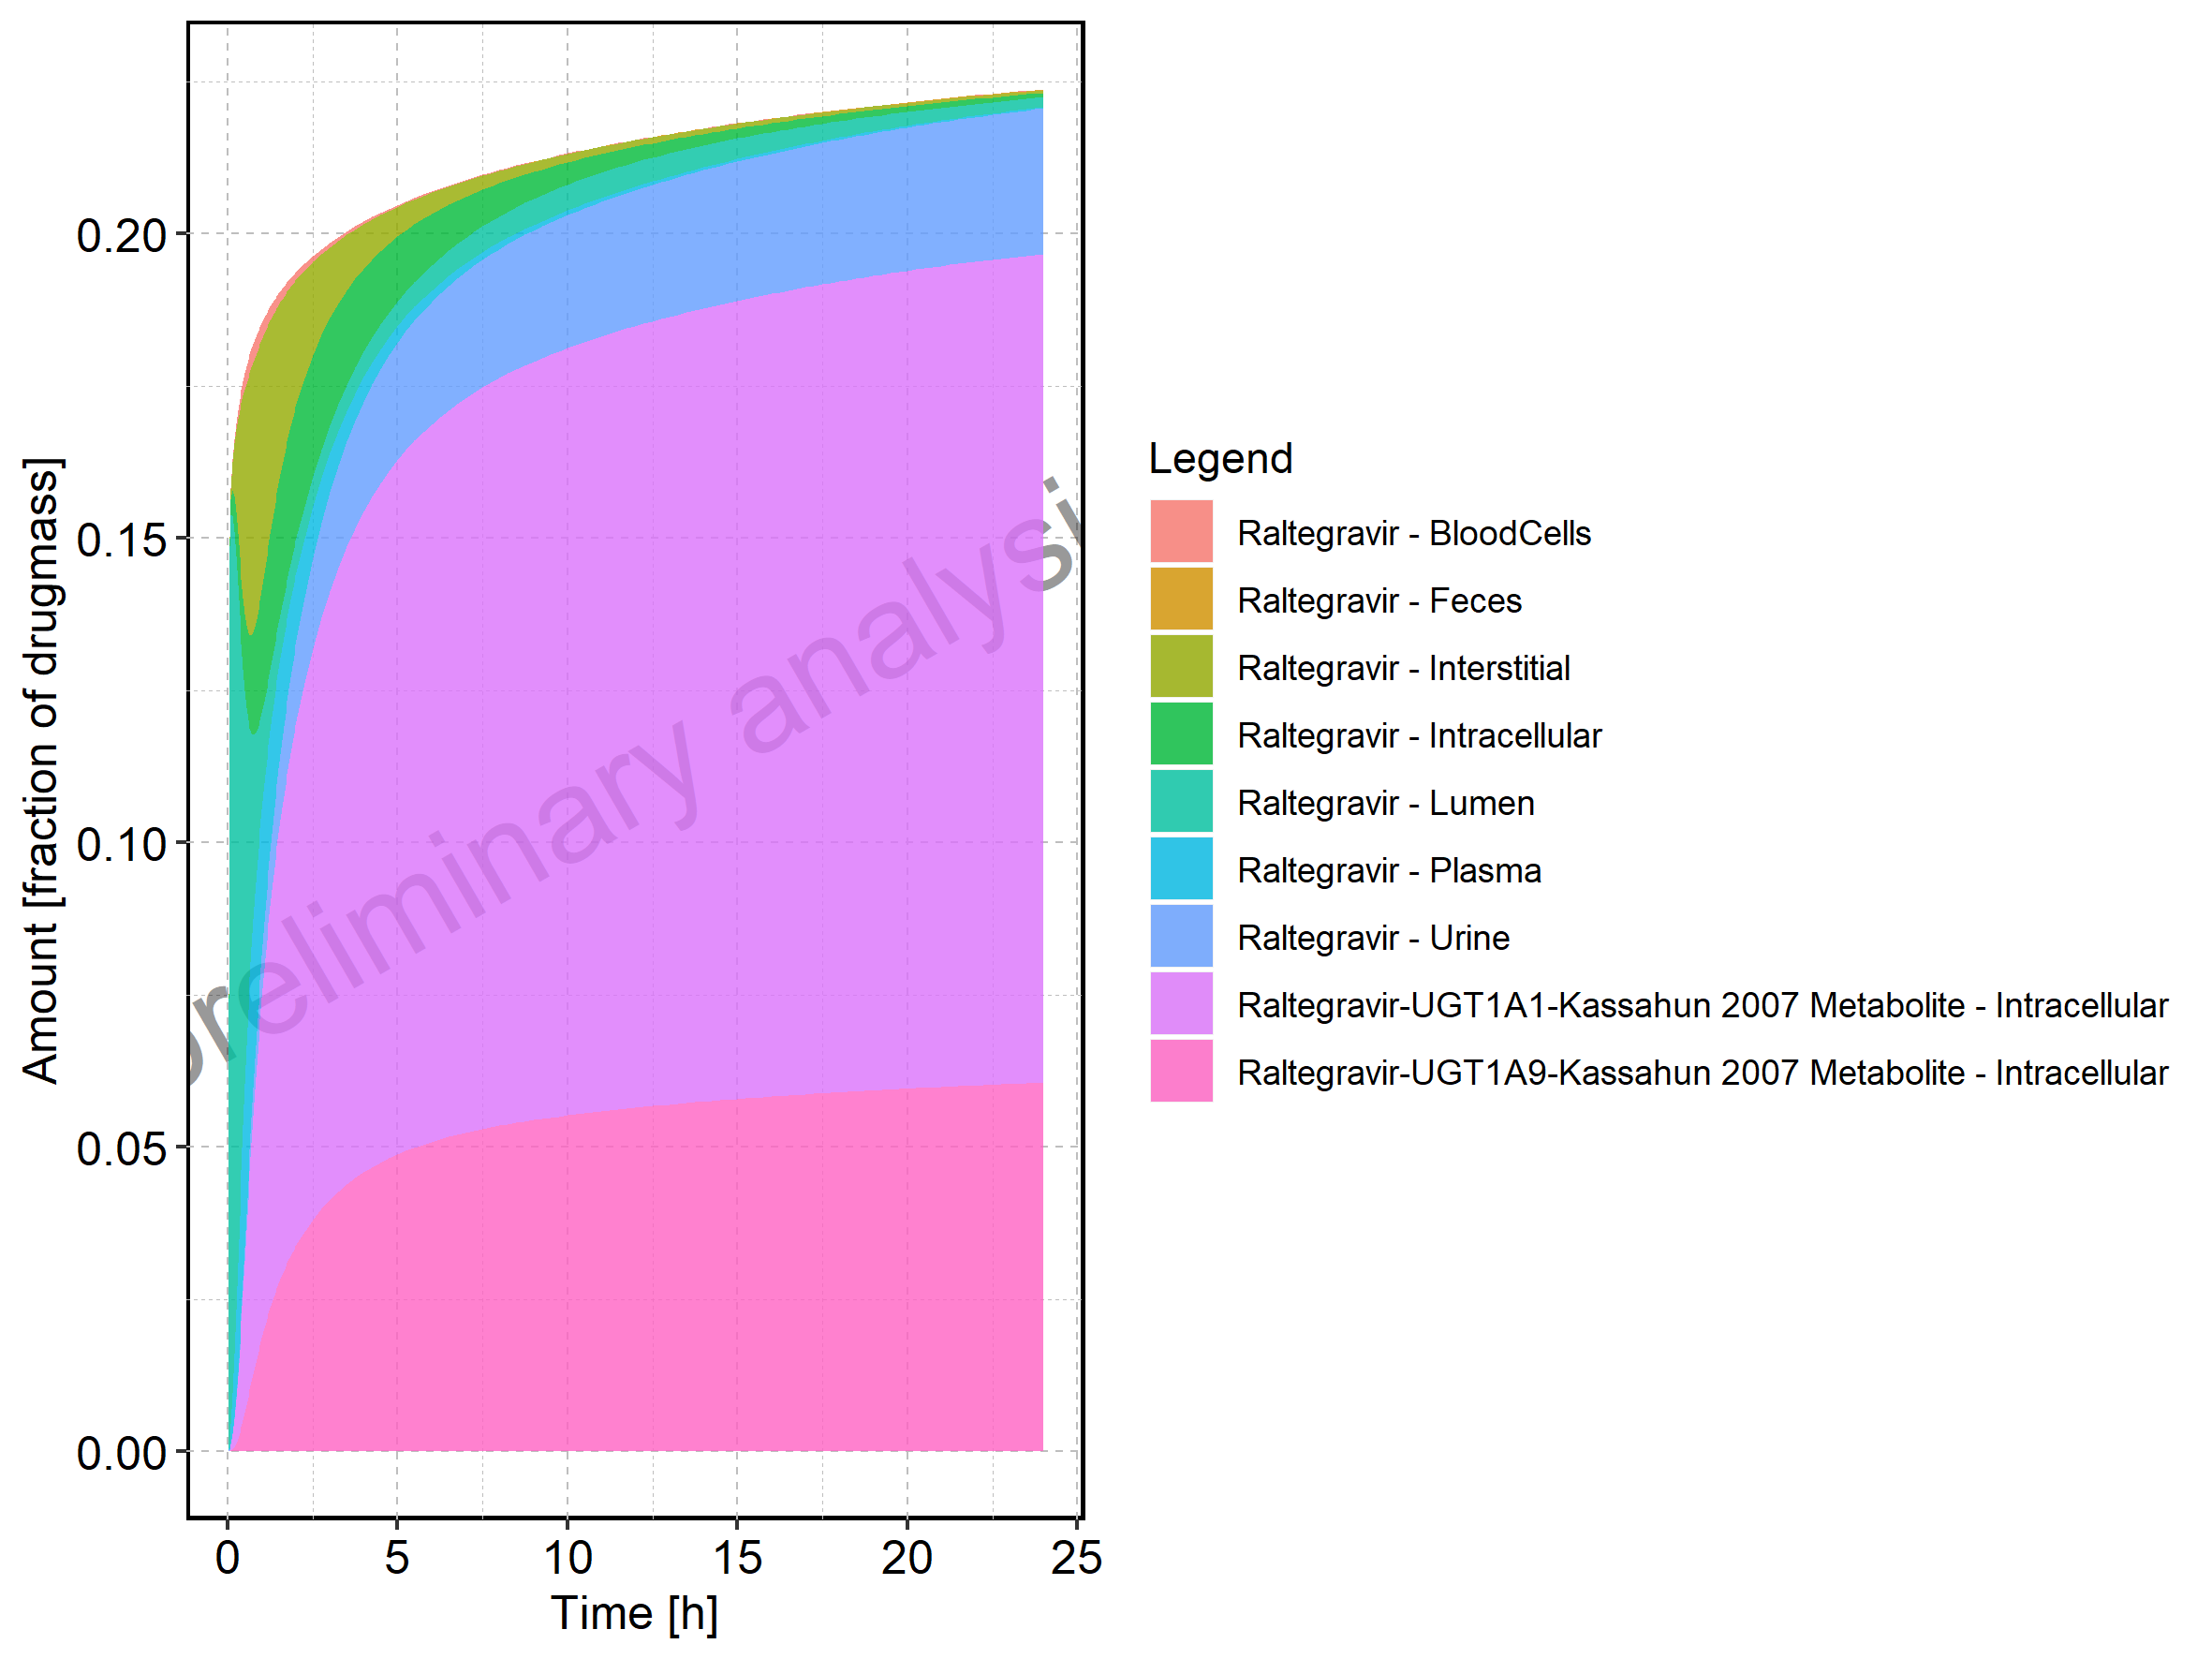 0.20
0.15
0.10
0.05
0.00
0 5 10 15 20 25
Time [h]
Amount [fraction of drugmass]
preliminary analysis
Legend
Raltegravir - BloodCells
Raltegravir - Feces
Raltegravir - Interstitial
Raltegravir - Intracellular
Raltegravir - Lumen
Raltegravir - Plasma
Raltegravir - Urine
Raltegravir-UGT1A1-Kassahun 2007 Metabolite - Intracellular
Raltegravir-UGT1A9-Kassahun 2007 Metabolite - Intracellular